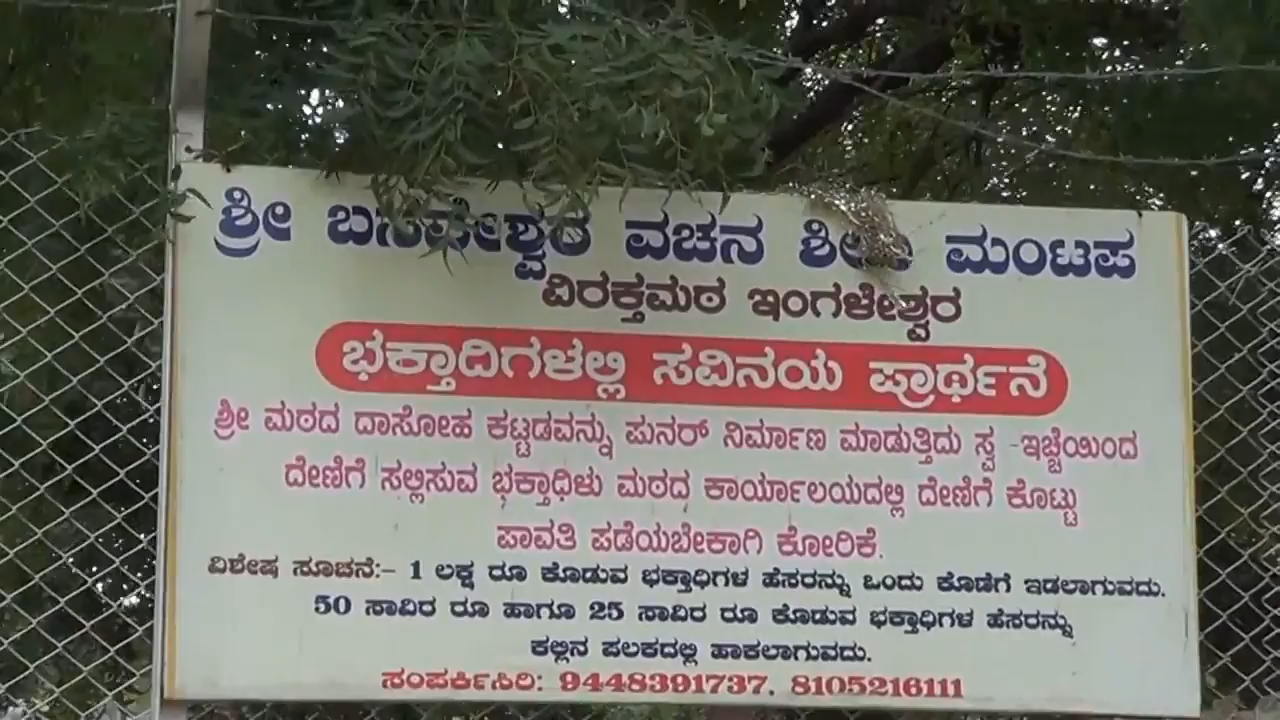 ಶ್ರೀ ಬಸವೇಶ್ವರ ವಚನ ಮಂಟಪ
ವಿರಕ್ತಮಠ ಇಂಗಳೇಶ್ವರ
ಭಕ್ತಾದಿಗಳಲ್ಲಿ ಸವಿನಯ ಪ್ರಾರ್ಥನೆ
ಶ್ರೀ ಮಠದ ದಾಸೋಹ ಕಟ್ಟಡವನ್ನು ಪುನರ್ ನಿರ್ಮಾಣ ಮಾಡುತ್ತಿದು ಸ್ವ -ಇಚ್ಛೆಯಿಂದ
ದೇಣಿಗೆ ಸಲ್ಲಿಸುವ ಭಕ್ತಾಧಿಳು ಮಠದ ಕಾರ್ಯಾಲಯದಲ್ಲಿ ದೇಣಿಗೆ ಕೊಟ್ಟು
ಪಾವತಿ ಪಡೆಯಬೇಕಾಗಿ ಕೋರಿಕೆ.
ವಿಶೇಷ ಸೂಚನೆ:- 1 ಲಕ್ಷ ರೂ ಕೊಡುವ ಭಕ್ತಾಧಿಗಳ ಹೆಸರನ್ನು ಒಂದು ಕೊಣಿಗೆ ಇಡಲಾಗುವದು.
50 ಸಾವಿರ ರೂ ಹಾಗೂ 25 ಸಾವಿರ ರೂ ಕೊಡುವ ಭಕ್ತಾಧಿಗಳ ಹೆಸರನ್ನು
ಕಲ್ಲಿನ ಪಲಕದಲ್ಲಿ ಹಾಕಲಾಗುವದು.
ಸಂಪರ್ಕಿಸಿರಿ: 9448391737, 8105216111